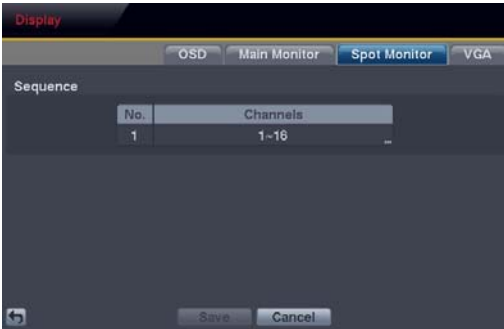 Display
OSD Main Monitor Spot Monitor VGA
Sequence
No. Channels
1 1~16 ...
Save Cancel